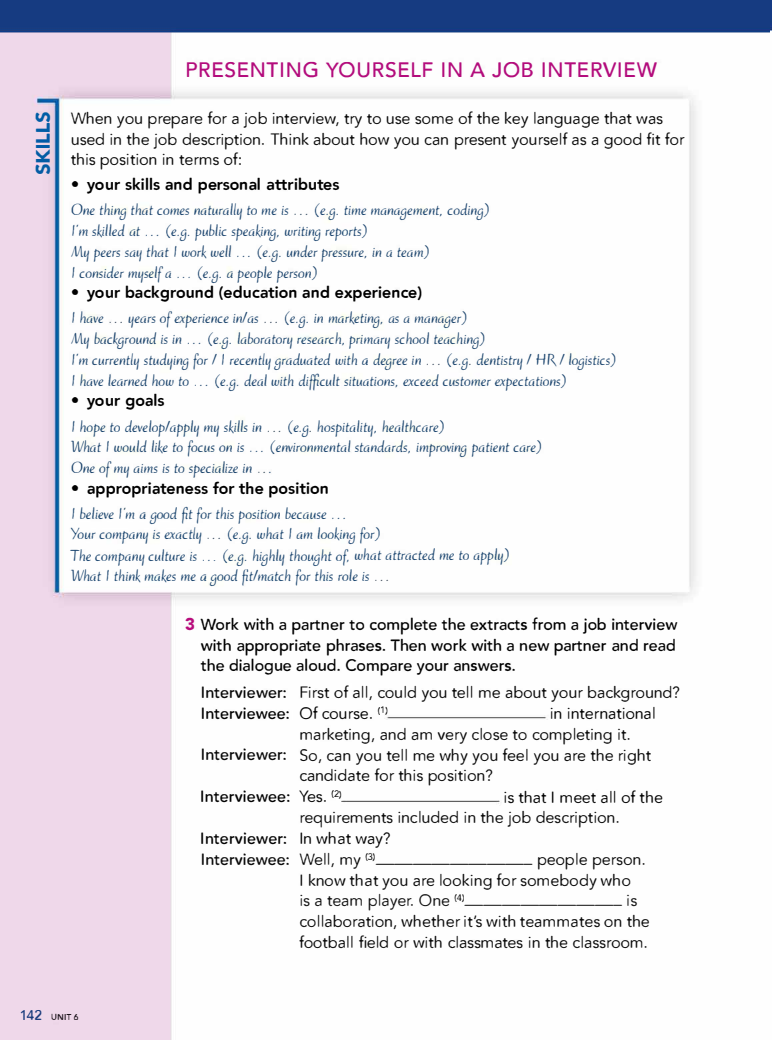 PRESENTING YOURSELF IN A JOB INTERVIEW
SKILLS
When you prepare for a job interview, try to use some of the key language that was
used in the job description. Think about how you can present yourself as a good fit for
this position in terms of:
• your skills and personal attributes
One thing that comes naturally to me is ... (e.g. time management, coding)
I'm skilled at ... (e.g. public speaking, writing reports)
My peers say that I work well ... (e.g. under pressure, in a team)
I consider myself a ... (e.g. a people person)
• your background (education and experience)
I have ... years of experience in/as ... (e.g. in marketing, as a manager)
My background is in ... (e.g. laboratory research, primary school teaching)
I'm currently studying for / I recently graduated with a degree in ... (e.g. dentistry / HR / logistics)
I have learned how to ... (e.g. deal with difficult situations, exceed customer expectations)
• your goals
I hope to develop/apply my skills in ... (e.g. hospitality, healthcare)
What I would like to focus on is ... (environmental standards, improving patient care)
One of my aims is to specialize in ...
• appropriateness for the position
I believe I'm a good fit for this position because ...
Your company is exactly ... (e.g. what I am looking for)
The company culture is ... (e.g. highly thought of, what attracted me to apply)
What I think makes me a good fit/match for this role is ...
3 Work with a partner to complete the extracts from a job interview
with appropriate phrases. Then work with a new partner and read
the dialogue aloud. Compare your answers.
Interviewer: First of all, could you tell me about your background?
Interviewee: Of course. (1)____________________ in international
marketing, and am very close to completing it.
Interviewer: So, can you tell me why you feel you are the right
candidate for this position?
Interviewee: Yes. (2)____________________ is that I meet all of the
requirements included in the job description.
Interviewer: In what way?
Interviewee: Well, my (3)____________________ people person.
I know that you are looking for somebody who
is a team player. One (4)____________________ is
collaboration, whether it's with teammates on the
football field or with classmates in the classroom.
142 UNIT 6